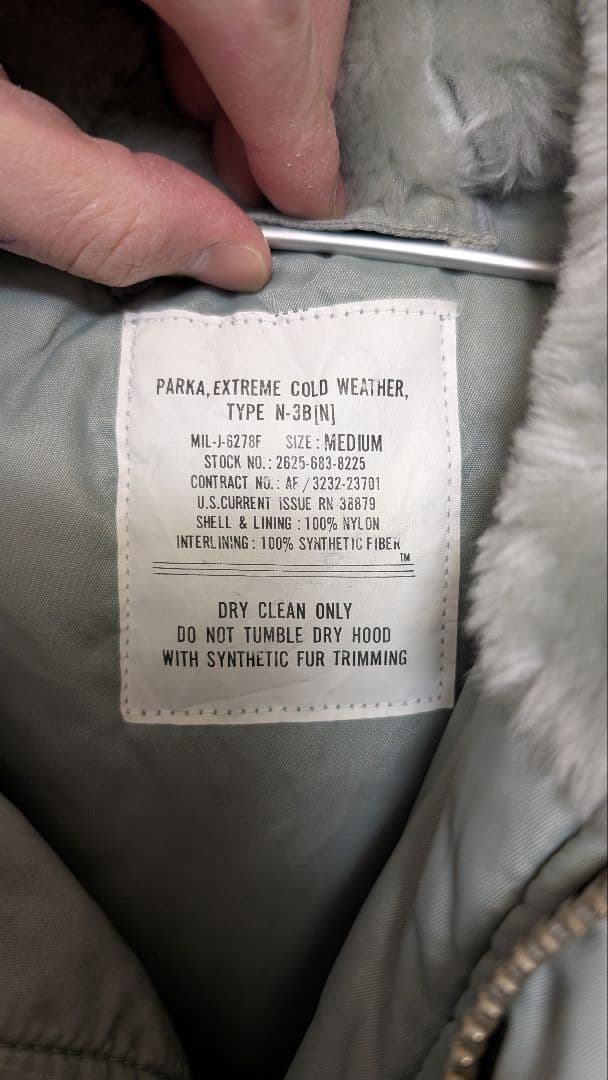 PARKA, EXTREME COLD WEATHER,
TYPE N-3B[N]
MIL-J-6278F SIZE: MEDIUM
STOCK NO.: 2625-683-8225
CONTRACT NO.: AF/3232-23701
U.S.CURRENT ISSUE RN 38879
SHELL & LINING: 100% NYLON
INTERLINING: 100% SYNTHETIC FIBER
TM
DRY CLEAN ONLY
DO NOT TUMBLE DRY HOOD
WITH SYNTHETIC FUR TRIMMING